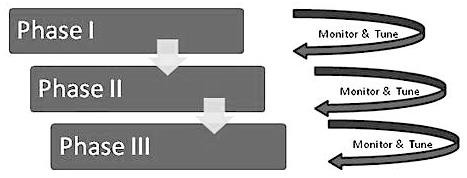 Phase I
Monitor & Tune
Phase II
Monitor & Tune
Phase III
Monitor & Tune